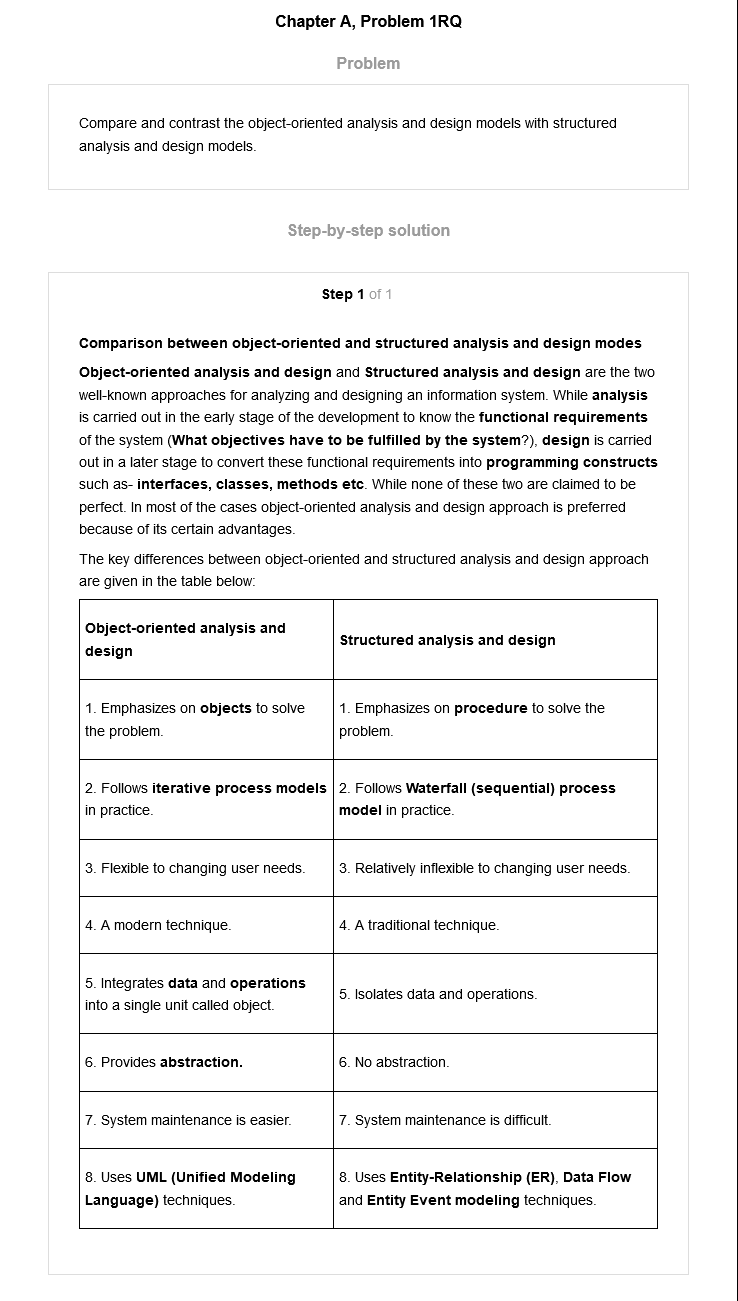 Chapter A, Problem 1RQ
Problem
Compare and contrast the object-oriented analysis and design models with structured
analysis and design models.
Step-by-step solution
Step 1 of 1
Comparison between object-oriented and structured analysis and design modes
Object-oriented analysis and design and Structured analysis and design are the two
well-known approaches for analyzing and designing an information system. While analysis
is carried out in the early stage of the development to know the functional requirements
of the system (What objectives have to be fulfilled by the system?), design is carried
out in a later stage to convert these functional requirements into programming constructs
such as- interfaces, classes, methods etc. While none of these two are claimed to be
perfect. In most of the cases object-oriented analysis and design approach is preferred
because of its certain advantages.
The key differences between object-oriented and structured analysis and design approach
are given in the table below:
Object-oriented analysis and
design
Structured analysis and design
1. Emphasizes on objects to solve
the problem.
1. Emphasizes on procedure to solve the
problem.
2. Follows iterative process models
in practice.
2. Follows Waterfall (sequential) process
model in practice.
3. Flexible to changing user needs.
3. Relatively inflexible to changing user needs.
4. A modern technique.
4. A traditional technique.
5. Integrates data and operations
into a single unit called object.
5. Isolates data and operations.
6. Provides abstraction.
6. No abstraction.
7. System maintenance is easier.
7. System maintenance is difficult.
8. Uses UML (Unified Modeling
Language) techniques.
8. Uses Entity-Relationship (ER), Data Flow
and Entity Event modeling techniques.